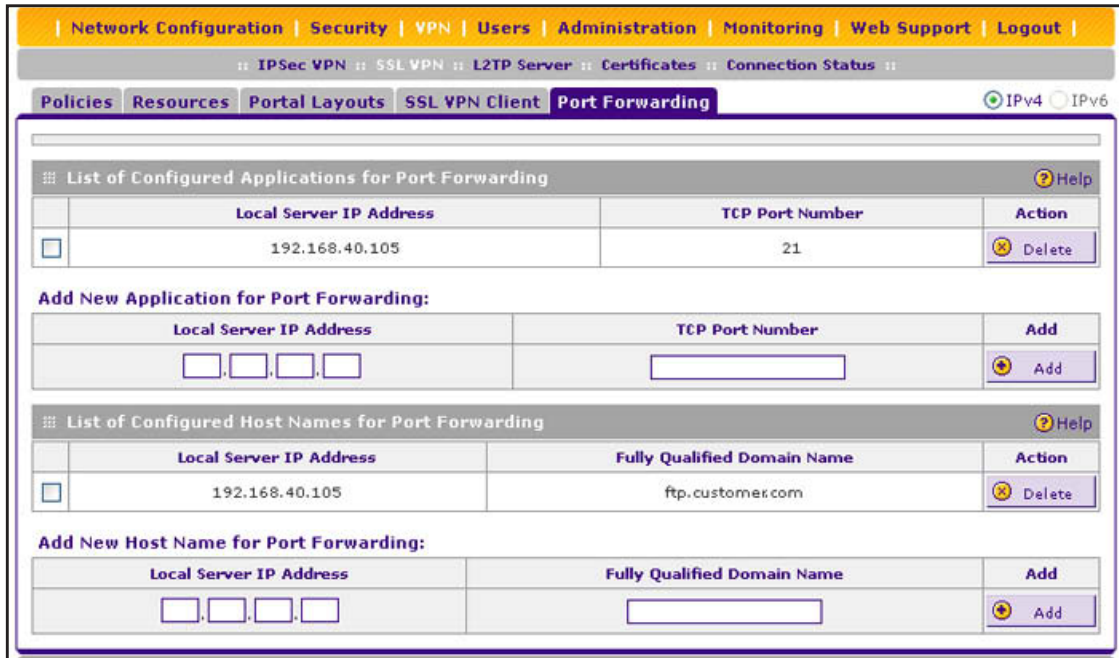 | Network Configuration | Security | VPN | Users | Administration | Monitoring | Web Support | Logout |
:: IPSec VPN :: SSL VPN :: L2TP Server :: Certificates :: Connection Status ::
Policies Resources Portal Layouts SSL VPN Client Port Forwarding IPv4 IPv6
List of Configured Applications for Port Forwarding Help
Local Server IP Address TCP Port Number Action
192.168.40.105 21 Delete
Add New Application for Port Forwarding:
Local Server IP Address TCP Port Number Add
. . . Add
List of Configured Host Names for Port Forwarding Help
Local Server IP Address Fully Qualified Domain Name Action
192.168.40.105 ftp.customer.com Delete
Add New Host Name for Port Forwarding:
Local Server IP Address Fully Qualified Domain Name Add
. . . Add